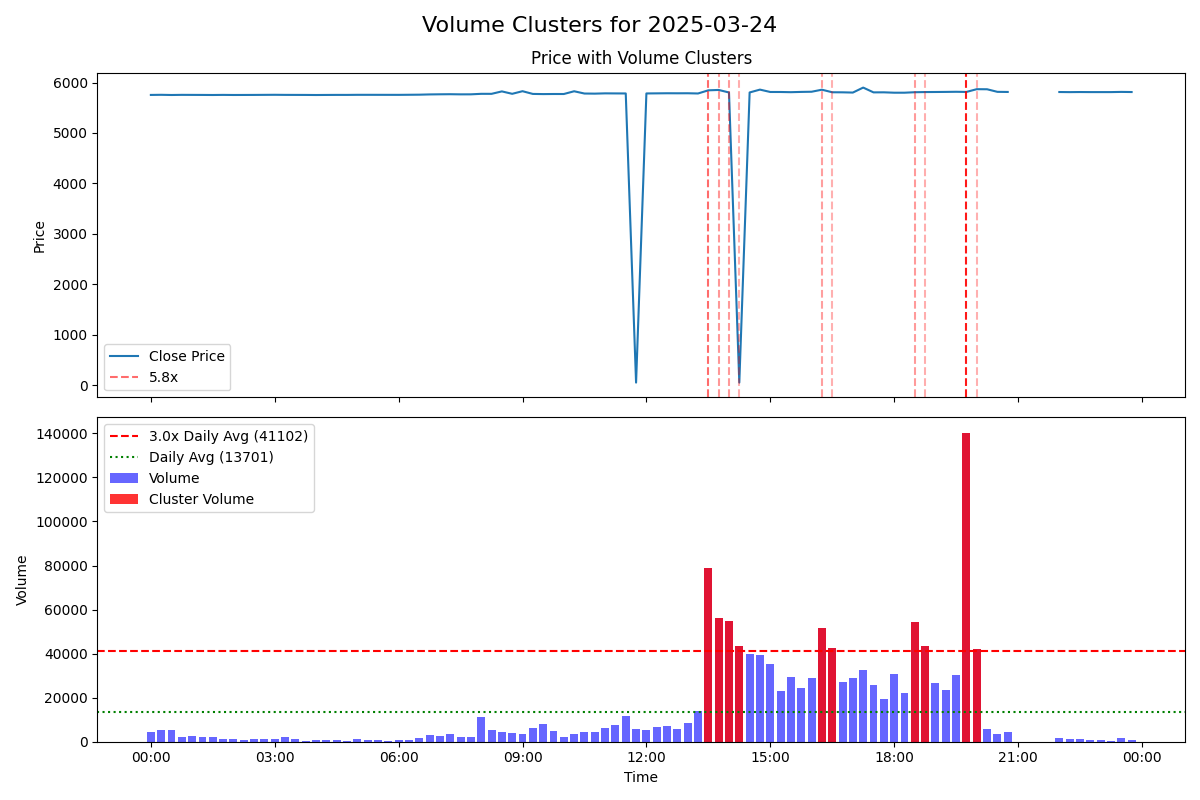 Volume Clusters for 2025-03-24
Price with Volume Clusters
6000
5000
4000
3000
2000
1000
0
Price
Close Price
5.8x
140000
120000
100000
80000
60000
40000
20000
0
Volume
3.0x Daily Avg (41102)
Daily Avg (13701)
Volume
Cluster Volume
00:00 03:00 06:00 09:00 12:00 15:00 18:00 21:00 00:00
Time